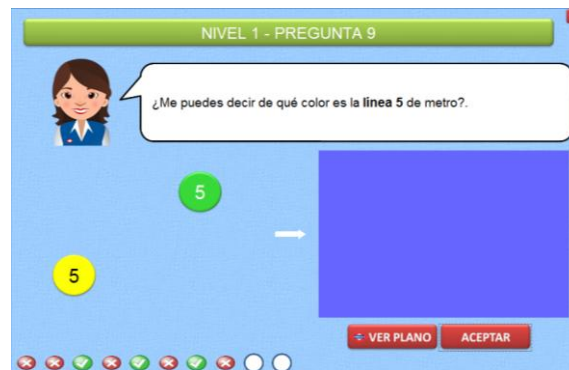 NIVEL 1 - PREGUNTA 9
¿Me puedes decir de qué color es la línea 5 de metro?.
5
5
VER PLANO
ACEPTAR